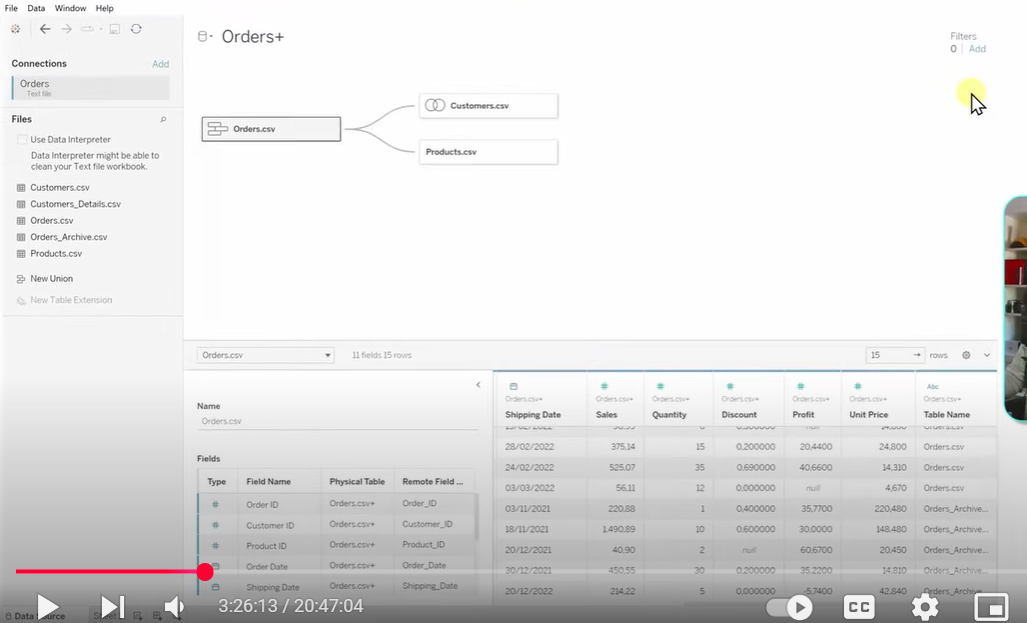 File Data Window Help
Orders+
Filters
0 | Add
Connections Add
Orders
Text file
Files
Use Data Interpreter
Data Interpreter might be able to
clean your Text file workbook.
Customers.csv
Customers_Details.csv
Orders.csv
Orders_Archive.csv
Products.csv
New Union
New Table Extension
Orders.csv
Customers.csv
Products.csv
Orders.csv 11 fields 15 rows 15 rows
Name
Orders.csv
Fields
Type Field Name Physical Table Remote Field ...
Order ID Orders.csv+ Order_ID
Customer ID Orders.csv+ Customer_ID
Product ID Orders.csv+ Product_ID
Order Date Orders.csv+ Order_Date
Shipping Date Orders.csv+ Shipping_Date
Abc
Orders.csv+ Orders.csv+ Orders.csv+ Orders.csv+ Orders.csv+ Orders.csv+ Orders.csv+
Shipping Date Sales Quantity Discount Profit Unit Price Table Name
28/02/2022 375,14 15 0,200000 20,4400 24,800 Orders.csv
24/02/2022 525,07 35 0,690000 40,6600 14,310 Orders.csv
03/03/2022 56,11 12 0,000000 null 4,670 Orders.csv
03/11/2021 220,88 1 0,400000 35,7700 220,480 Orders_Archive...
18/11/2021 1.490,89 10 0,600000 30,0000 148,480 Orders_Archive...
20/12/2021 40,90 2 null 60,6700 20,450 Orders_Archive...
30/12/2021 450,55 30 0,200000 35,2200 14,810 Orders_Archive...
20/12/2022 214,22 5 0,000000 -5,7400 42,840 Orders_Archive...
Data Source
3:26:13 / 20:47:04
CC